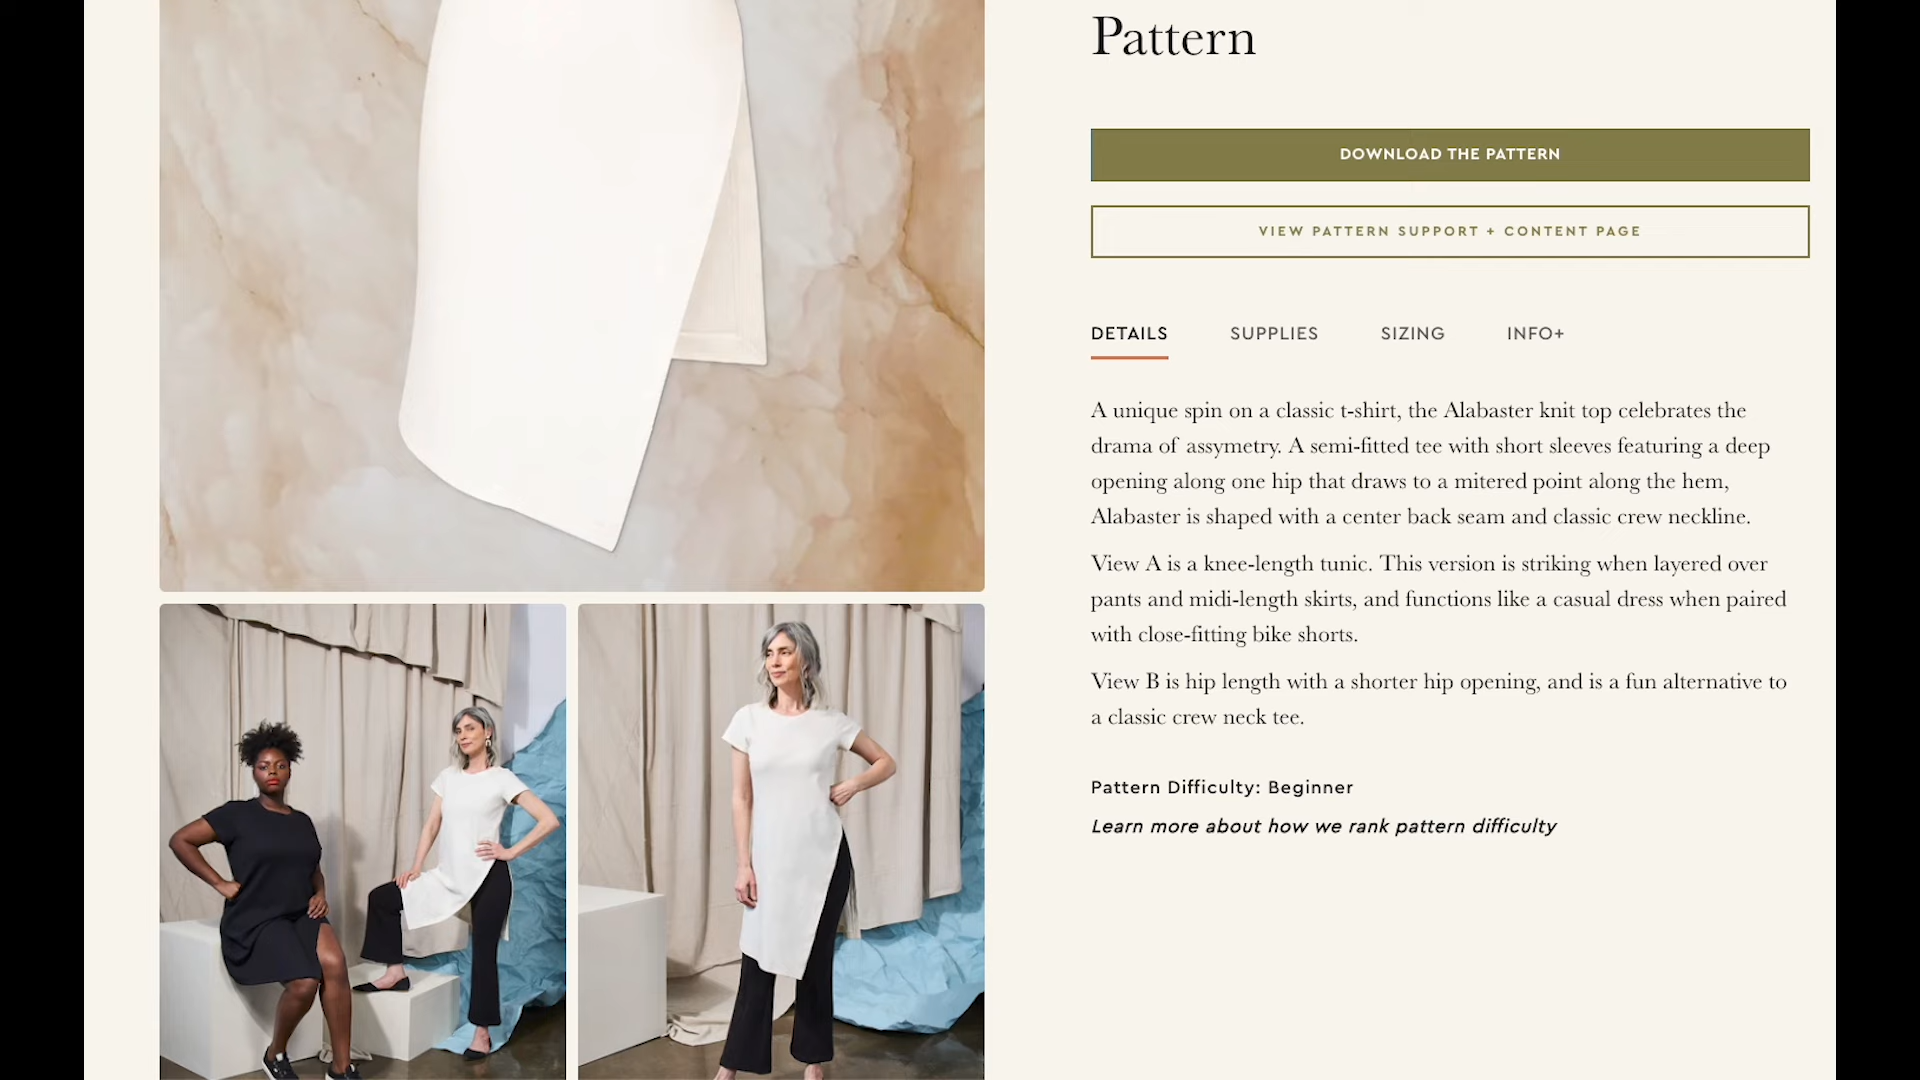 Pattern
DOWNLOAD THE PATTERN
VIEW PATTERN SUPPORT + CONTENT PAGE
DETAILS SUPPLIES SIZING INFO+
A unique spin on a classic t-shirt, the Alabaster knit top celebrates the
drama of assymetry. A semi-fitted tee with short sleeves featuring a deep
opening along one hip that draws to a mitered point along the hem,
Alabaster is shaped with a center back seam and classic crew neckline.
View A is a knee-length tunic. This version is striking when layered over
pants and midi-length skirts, and functions like a casual dress when paired
with close-fitting bike shorts.
View B is hip length with a shorter hip opening, and is a fun alternative to
a classic crew neck tee.
Pattern Difficulty: Beginner
Learn more about how we rank pattern difficulty